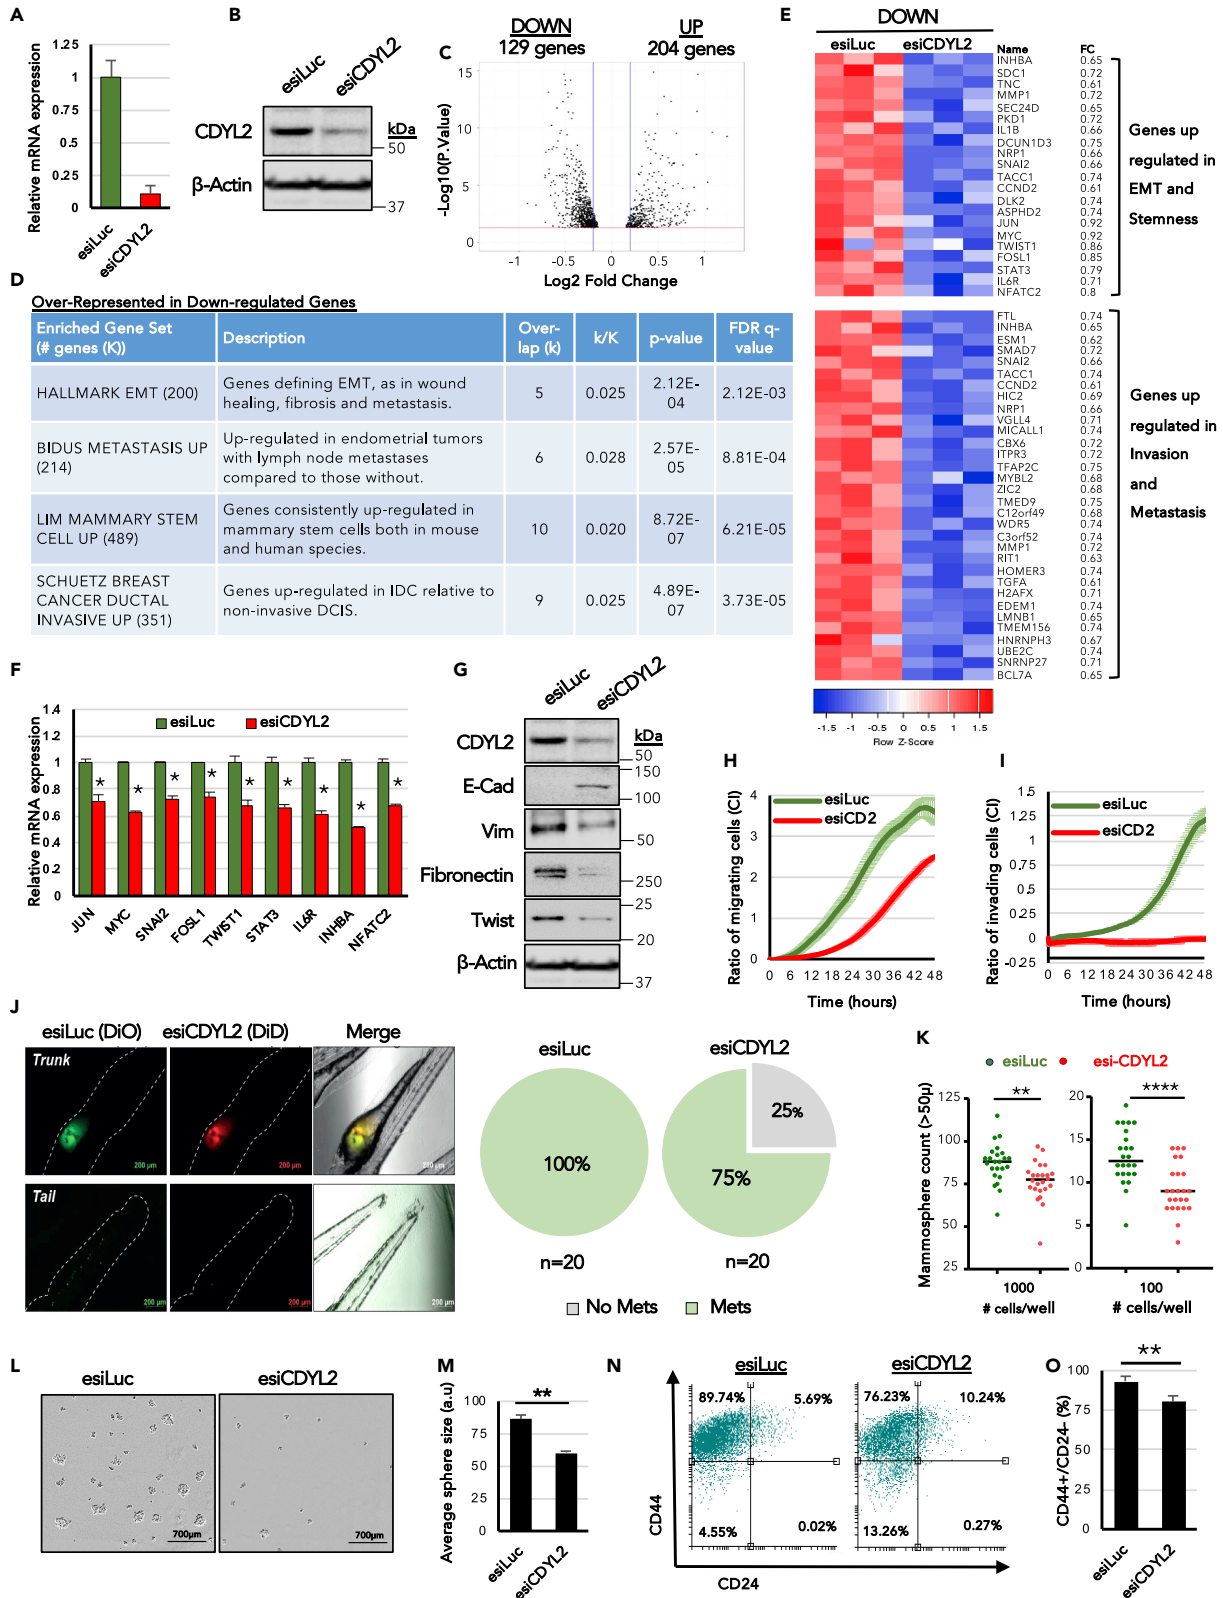 A
Relative mRNA expression
1.25
1
0.75
0.5
0.25
0
esiLuc
esiCDYL2
B
esiLuc
esiCDYL2
CDYL2
kDa
50
β-Actin
37
C
DOWN
129 genes
UP
204 genes
-Log10(P.Value)
15
10
5
0
-1
-0.5
0
0.5
1
Log2 Fold Change
D
Over-Represented in Down-regulated Genes
Enriched Gene Set (# genes (K))
Description
Over-lap (k)
k/K
p-value
FDR q-value
HALLMARK EMT (200)
Genes defining EMT, as in wound healing, fibrosis and metastasis.
5
0.025
2.12E-04
2.12E-03
BIDUS METASTASIS UP (214)
Up-regulated in endometrial tumors with lymph node metastases compared to those without.
6
0.028
2.57E-05
8.81E-04
LIM MAMMARY STEM CELL UP (489)
Genes consistently up-regulated in mammary stem cells both in mouse and human species.
10
0.020
8.72E-07
6.21E-05
SCHUETZ BREAST CANCER DUCTAL INVASIVE UP (351)
Genes up-regulated in IDC relative to non-invasive DCIS.
9
0.025
4.89E-07
3.73E-05
E
DOWN
esiLuc
esiCDYL2
Name FC
INHBA 0.65
SDC1 0.72
TNC 0.61
MMP1 0.72
SEC24D 0.65
PKD1 0.72
IL1B 0.66
DCUN1D3 0.75
NRP1 0.66
SNAI2 0.66
TACC1 0.74
CCND2 0.61
DLK2 0.74
ASPHD2 0.74
JUN 0.92
MYC 0.92
TWIST1 0.86
FOSL1 0.85
STAT3 0.79
IL6R 0.71
NFATC2 0.8
Genes up
regulated in
EMT and
Stemness
FTL 0.74
INHBA 0.65
ESM1 0.62
SMAD7 0.72
SNAI2 0.66
TACC1 0.74
CCND2 0.61
HIC2 0.69
NRP1 0.66
VGLL4 0.71
MICALL1 0.74
CBX6 0.72
ITPR3 0.72
TFAP2C 0.75
MYBL2 0.68
ZIC2 0.68
TMED9 0.75
C12orf49 0.68
WDR5 0.74
C3orf52 0.74
MMP1 0.72
RIT1 0.63
HOMER3 0.74
TGFA 0.61
H2AFX 0.71
EDEM1 0.74
LMNB1 0.65
TMEM156 0.74
HNRNPH3 0.67
UBE2C 0.74
SNRNP27 0.71
BCL7A 0.65
Genes up
regulated in
Invasion
and
Metastasis
-1.5 -1 -0.5 0 0.5 1 1.5
Row Z-Score
F
Relative mRNA expression
1.4
1.2
1
0.8
0.6
0.4
0.2
0
esiLuc
esiCDYL2
* * * * * * * * *
JUN
MYC
SNAI2
FOSL1
TWIST1
STAT3
IL6R
INHBA
NFATC2
G
esiLuc
esiCDYL2
kDa
CDYL2
50
E-Cad
150
100
Vim
50
Fibronectin
250
Twist
25
20
β-Actin
37
H
Ratio of migrating cells (CI)
4
3
2
1
0
esiLuc
esiCD2
0 6 12 18 24 30 36 42 48
Time (hours)
I
Ratio of invading cells (CI)
1.5
1.25
1
0.75
0.5
0.25
0
-0.25
esiLuc
esiCD2
0 6 12 18 24 30 36 42 48
Time (hours)
J
esiLuc (DiO)
esiCDYL2 (DiD)
Merge
Trunk
200 µm
200 µm
200 µm
Tail
200 µm
200 µm
200 µm
esiLuc
100%
n=20
esiCDYL2
25%
75%
n=20
No Mets
Mets
K
esiLuc
esi-CDYL2
Mammosphere count (>50µ)
125
100
75
50
25
**
1000
# cells/well
20
15
10
5
0
****
100
# cells/well
L
esiLuc
esiCDYL2
700µm
700µm
M
Average sphere size (a.u)
100
75
50
25
0
**
esiLuc
esiCDYL2
N
esiLuc
89.74%
5.69%
4.55%
0.02%
esiCDYL2
76.23%
10.24%
13.26%
0.27%
CD44
CD24
O
CD44+/CD24- (%)
100
75
50
25
0
**
esiLuc
esiCDYL2